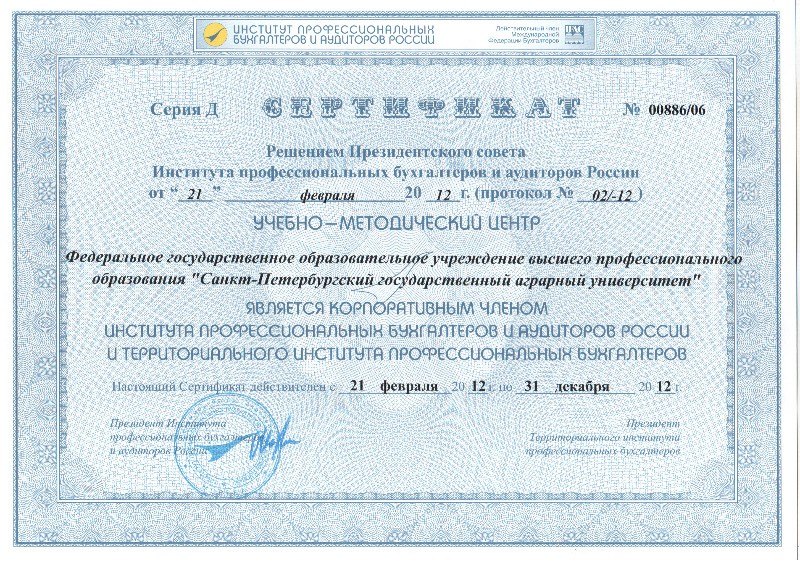 ИНСТИТУТ ПРОФЕССИОНАЛЬНЫХ
БУХГАЛТЕРОВ И АУДИТОРОВ РОССИИ
Действительный член
Международной
Федерации Бухгалтеров
Серия Д СЕРТИФИКАТ № 00886/06
Решением Президентского совета
Института профессиональных бухгалтеров и аудиторов России
от “ 21 ” февраля 20 12 г. (протокол № 02/-12 )
УЧЕБНО-МЕТОДИЧЕСКИЙ ЦЕНТР
Федеральное государственное образовательное учреждение высшего профессионального
образования "Санкт-Петербургский государственный аграрный университет"
ЯВЛЯЕТСЯ КОРПОРАТИВНЫМ ЧЛЕНОМ
ИНСТИТУТА ПРОФЕССИОНАЛЬНЫХ БУХГАЛТЕРОВ И АУДИТОРОВ РОССИИ
И ТЕРРИТОРИАЛЬНОГО ИНСТИТУТА ПРОФЕССИОНАЛЬНЫХ БУХГАЛТЕРОВ
Настоящий Сертификат действителен с 21 февраля 20 12 г. по 31 декабря 20 12 г.
Президент Института
профессиональных бухгалтеров
и аудиторов России
Президент
Территориального института
профессиональных бухгалтеров